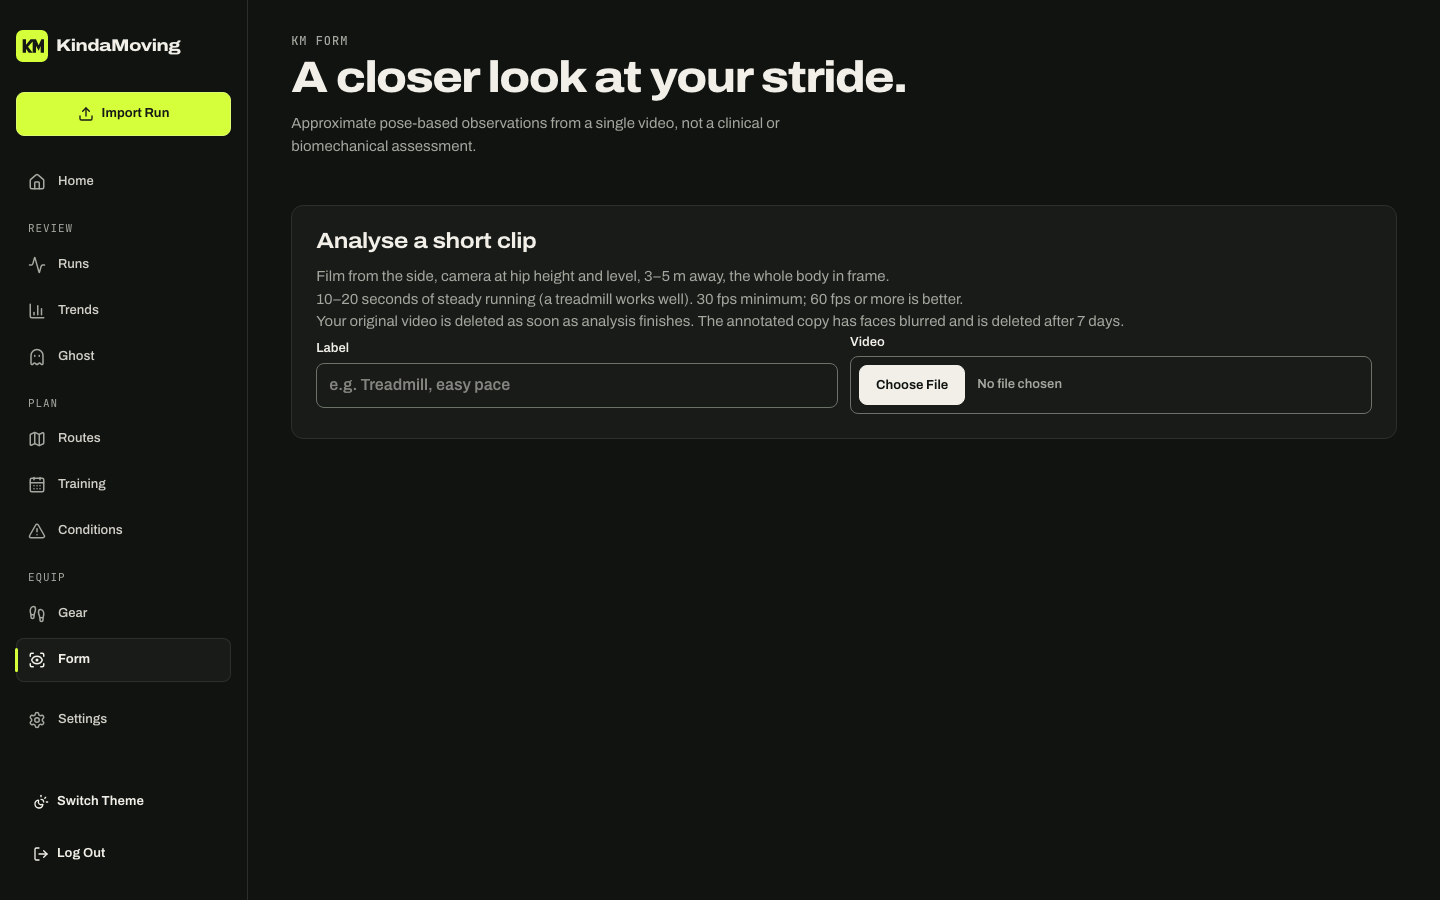 KM KindaMoving
Import Run
Home
REVIEW
Runs
Trends
Ghost
PLAN
Routes
Training
Conditions
EQUIP
Gear
Form
Settings
Switch Theme
Log Out
KM FORM
A closer look at your stride.
Approximate pose-based observations from a single video, not a clinical or
biomechanical assessment.
Analyse a short clip
Film from the side, camera at hip height and level, 3–5 m away, the whole body in frame.
10–20 seconds of steady running (a treadmill works well). 30 fps minimum; 60 fps or more is better.
Your original video is deleted as soon as analysis finishes. The annotated copy has faces blurred and is deleted after 7 days.
Label
e.g. Treadmill, easy pace
Video
Choose File No file chosen